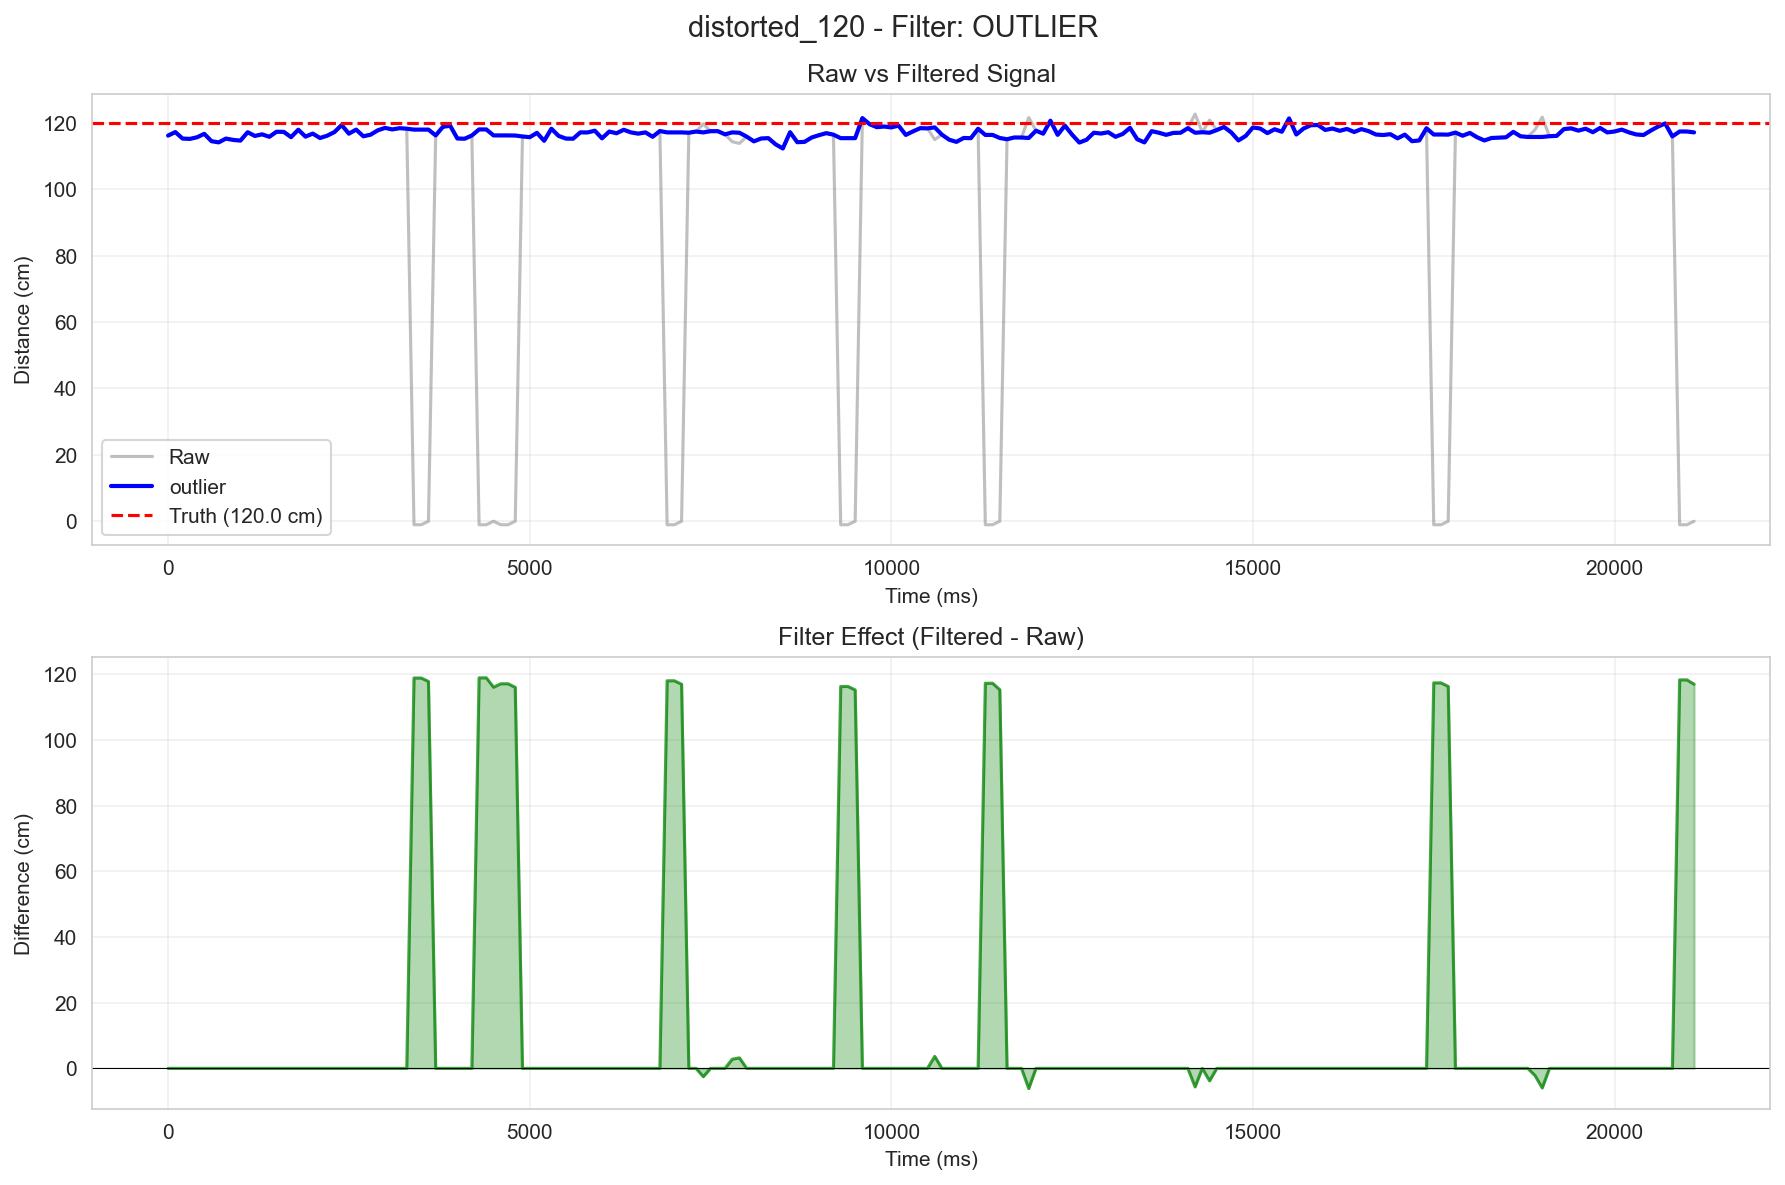 distorted_120 - Filter: OUTLIER
Raw vs Filtered Signal
Distance (cm)
120
100
80
60
40
20
0
Raw
outlier
Truth (120.0 cm)
0 5000 10000 15000 20000
Time (ms)
Filter Effect (Filtered - Raw)
Difference (cm)
120
100
80
60
40
20
0
0 5000 10000 15000 20000
Time (ms)